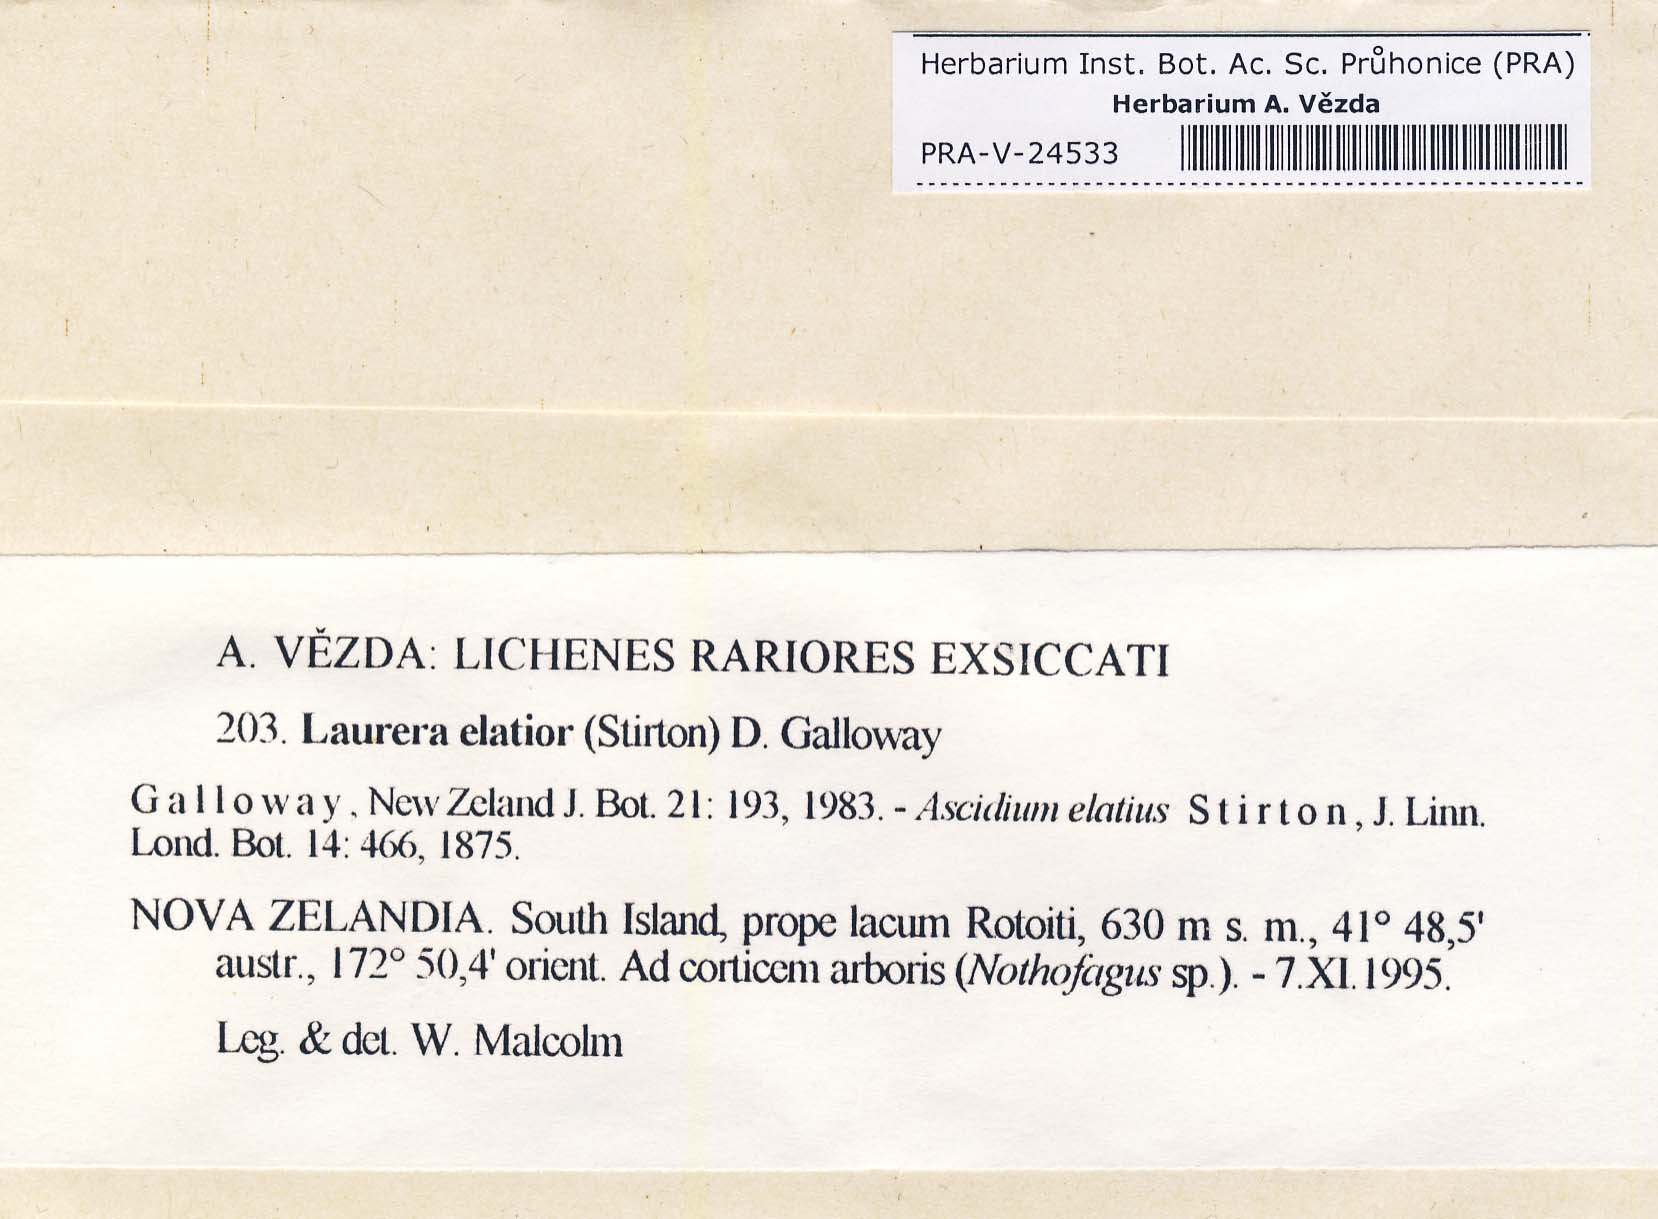 Herbarium Inst. Bot. Ac. Sc. Průhonice (PRA)
Herbarium A. Vězda
PRA-V-24533
A. VĚZDA: LICHENES RARIORES EXSICCATI
203. Laurera elatior (Stirton) D. Galloway
Galloway, New Zeland J. Bot. 21: 193, 1983. - Ascidium elatius Stirton, J. Linn.
Lond. Bot. 14: 466, 1875.
NOVA ZELANDIA. South Island, prope lacum Rotoiti, 630 m s. m., 41° 48,5'
austr., 172° 50,4' orient. Ad corticem arboris (Nothofagus sp.). - 7.XI.1995.
Leg. & det. W. Malcolm